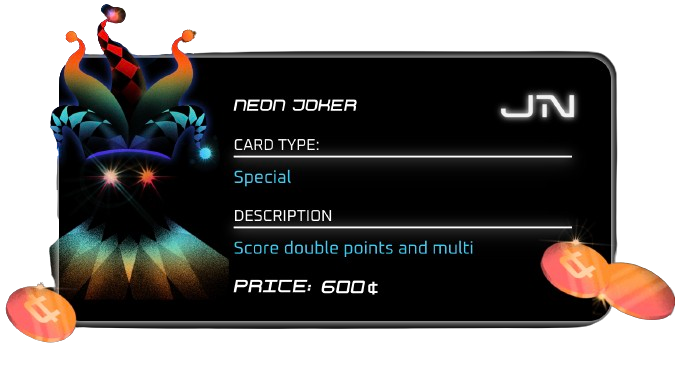 NEON JOKER
JN
CARD TYPE:
Special
DESCRIPTION
Score double points and multi
PRICE: 600¢
¢
¢